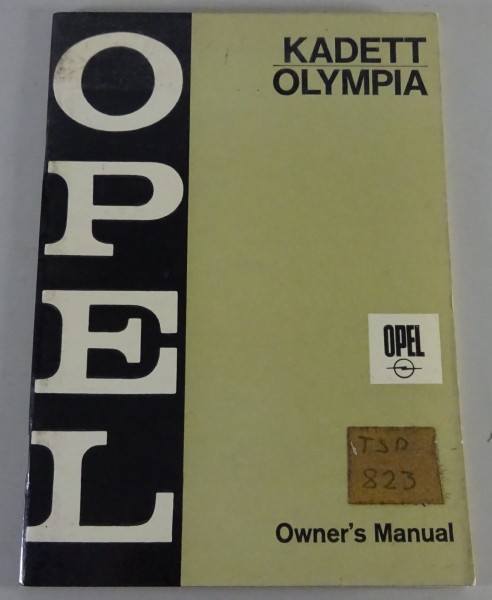 OPEL
KADETT
OLYMPIA
OPEL
TSD
823
Owner's Manual